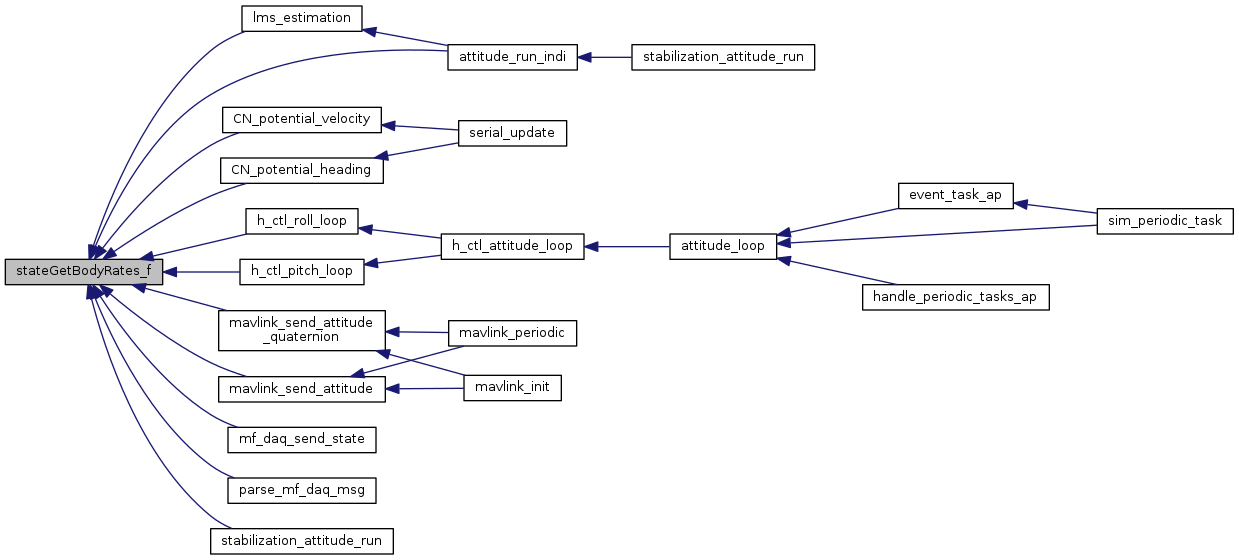 lms_estimation
attitude_run_indi
stabilization_attitude_run
CN_potential_velocity
serial_update
CN_potential_heading
event_task_ap
h_ctl_roll_loop
sim_periodic_task
h_ctl_attitude_loop
attitude_loop
stateGetBodyRates_f
h_ctl_pitch_loop
handle_periodic_tasks_ap
mavlink_send_attitude
_quaternion
mavlink_periodic
mavlink_send_attitude
mavlink_init
mf_daq_send_state
parse_mf_daq_msg
stabilization_attitude_run